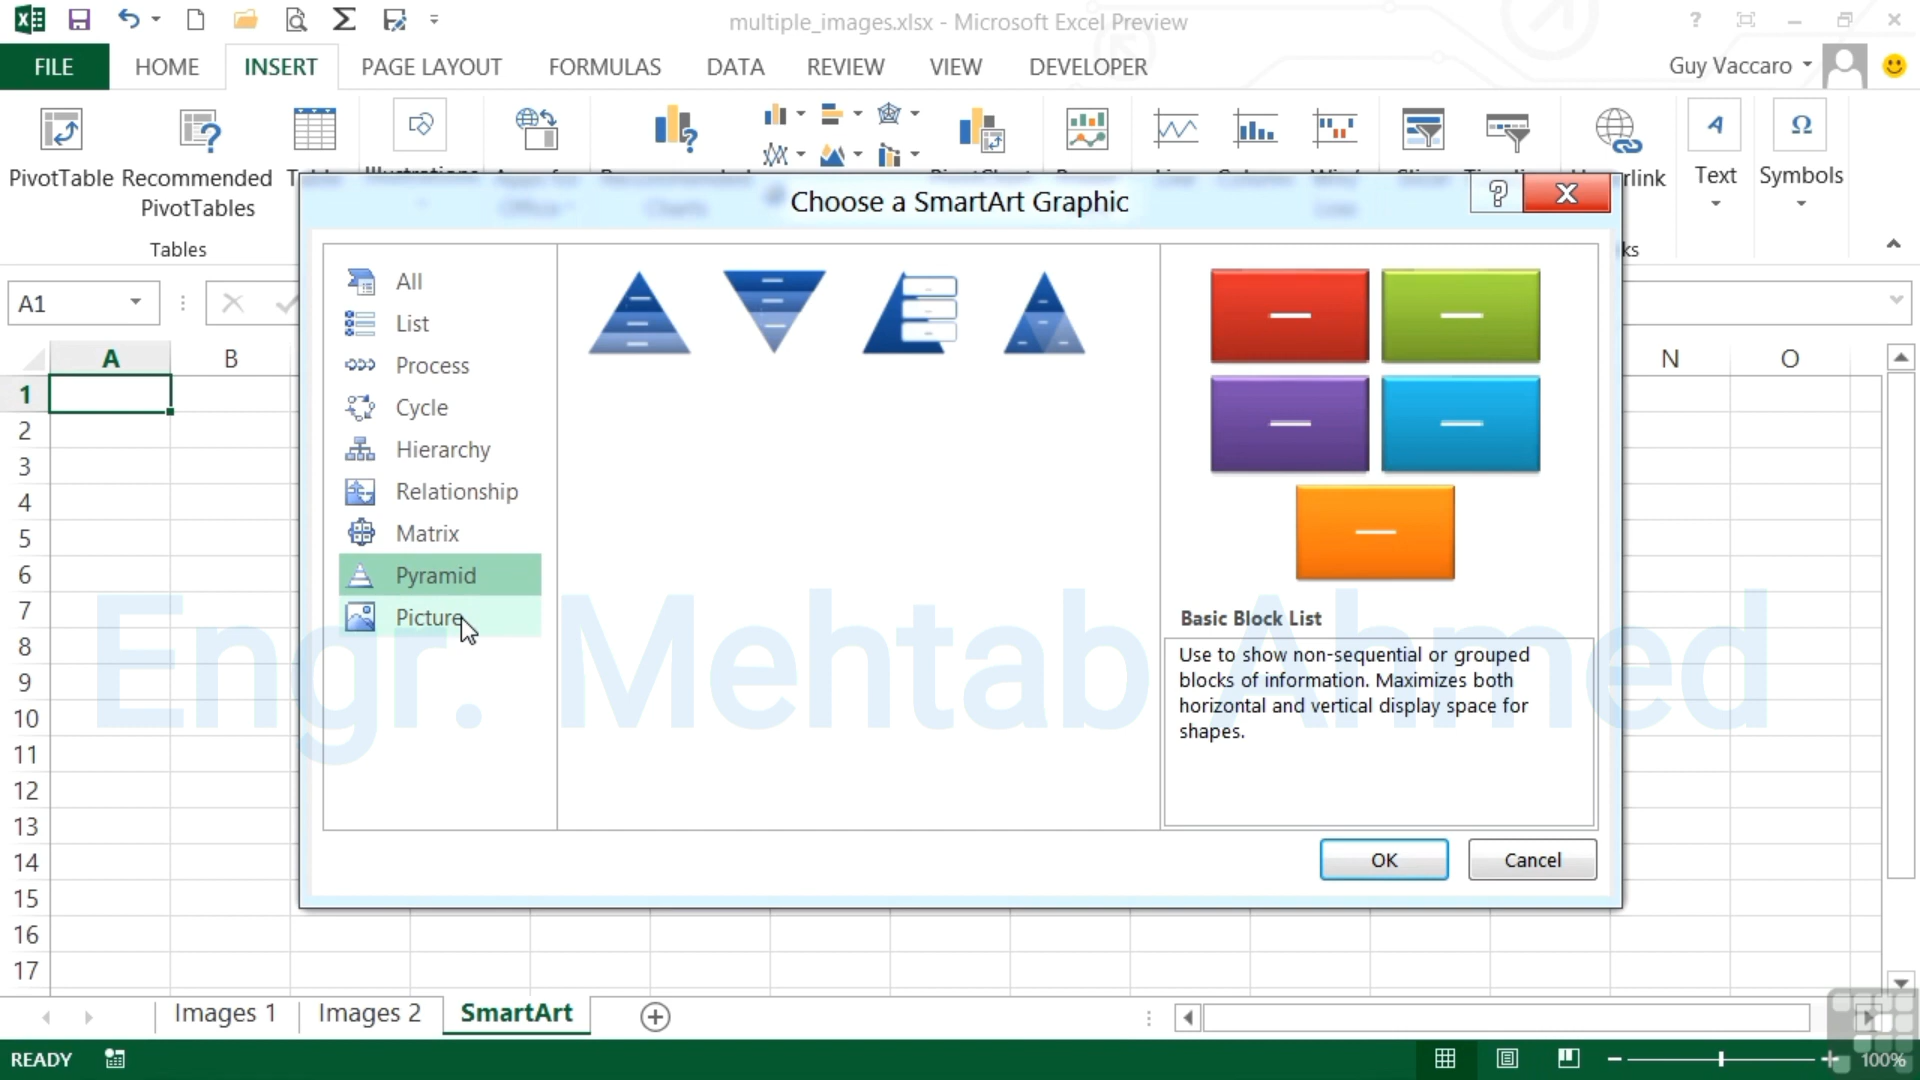 multiple_images.xlsx - Microsoft Excel Preview
FILE HOME INSERT PAGE LAYOUT FORMULAS DATA REVIEW VIEW DEVELOPER
Guy Vaccaro
PivotTable
Recommended PivotTables
Text
Symbols
Tables
Choose a SmartArt Graphic
A1
A B N O
All
List
Process
Cycle
Hierarchy
Relationship
Matrix
Pyramid
Picture
Basic Block List
Use to show non-sequential or grouped
blocks of information. Maximizes both
horizontal and vertical display space for
shapes.
OK Cancel
1
2
3
4
5
6
7
8
9
10
11
12
13
14
15
16
17
Engr. Mehtab Ahmed
Images 1 Images 2 SmartArt
READY
100%